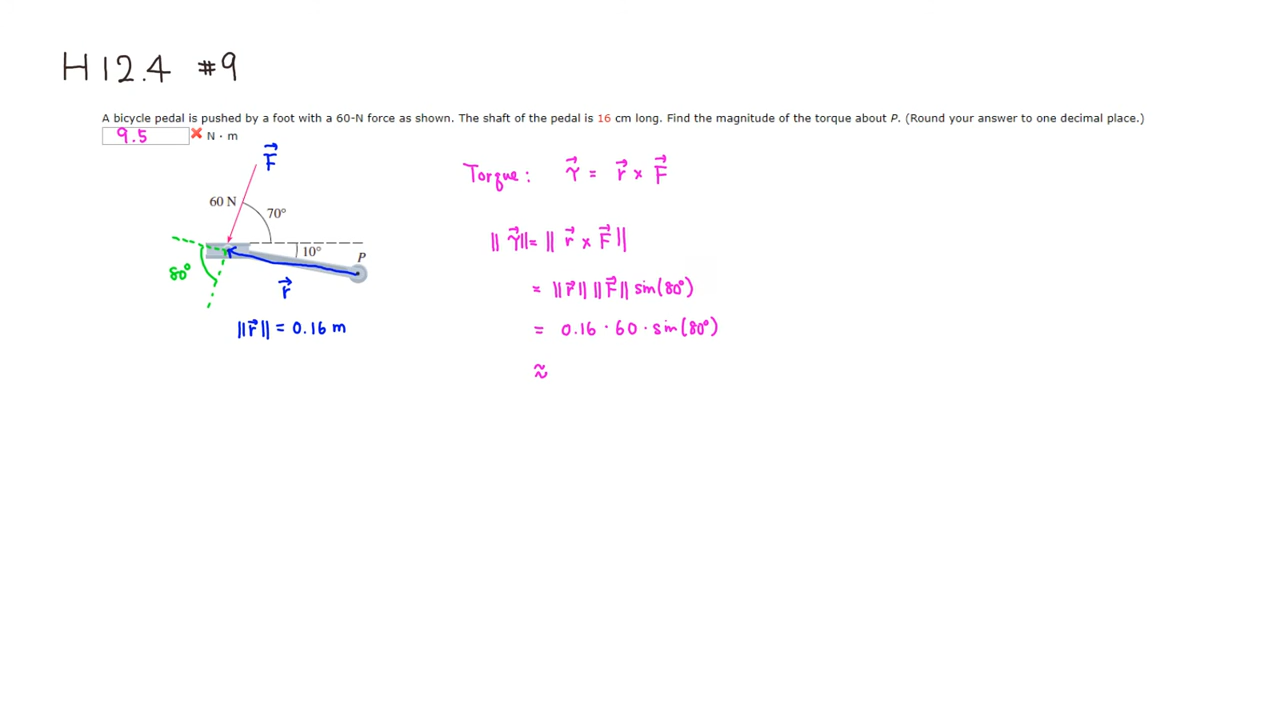 H 12.4 #9
A bicycle pedal is pushed by a foot with a 60-N force as shown. The shaft of the pedal is 16 cm long. Find the magnitude of the torque about P. (Round your answer to one decimal place.)
9.5 ✖ N · m
F⃗
60 N
70°
10°
P
80°
r⃗
||r⃗|| = 0.16 m
Torque: τ⃗ = r⃗ × F⃗
||τ⃗|| = || r⃗ × F⃗ ||
= ||r⃗|| ||F⃗|| sin(80°)
= 0.16 · 60 · sin(80°)
≈